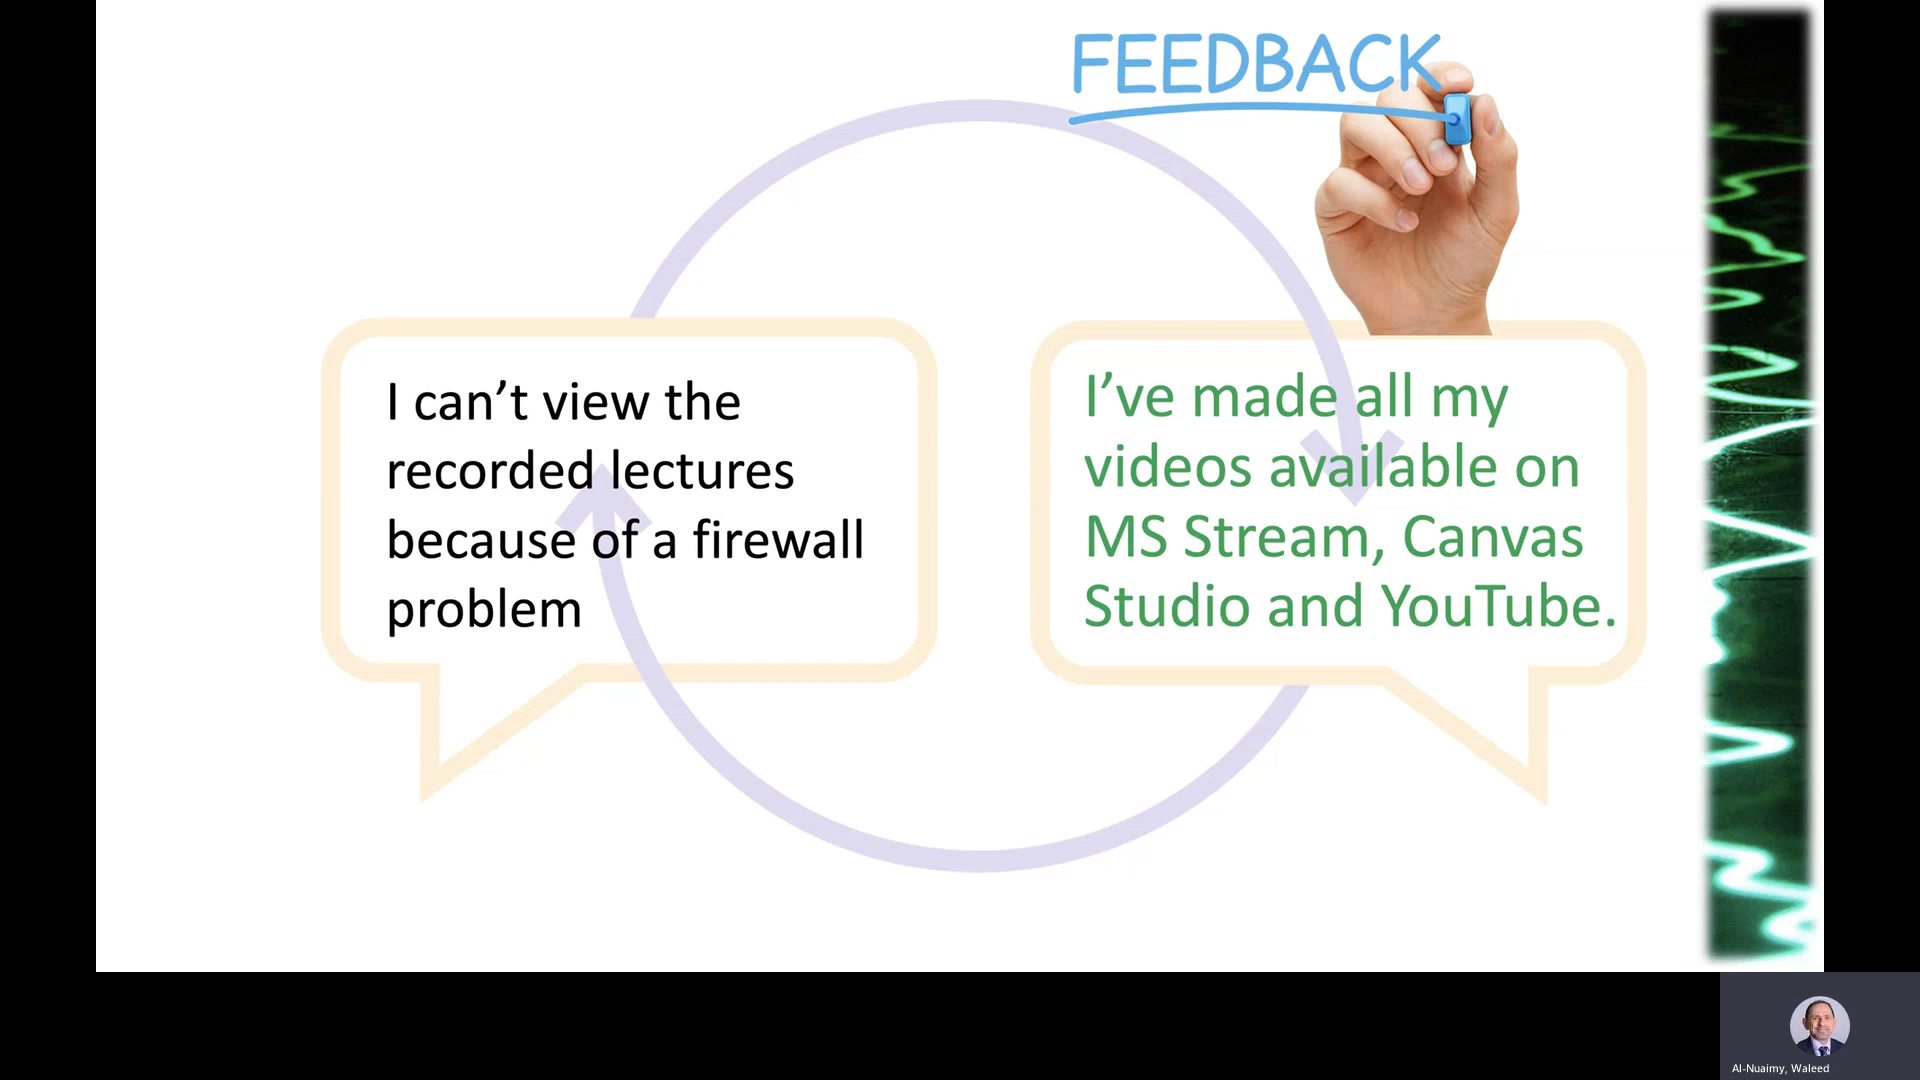 FEEDBACK
I can’t view the
recorded lectures
because of a firewall
problem
I’ve made all my
videos available on
MS Stream, Canvas
Studio and YouTube.
Al-Nuaimy, Waleed